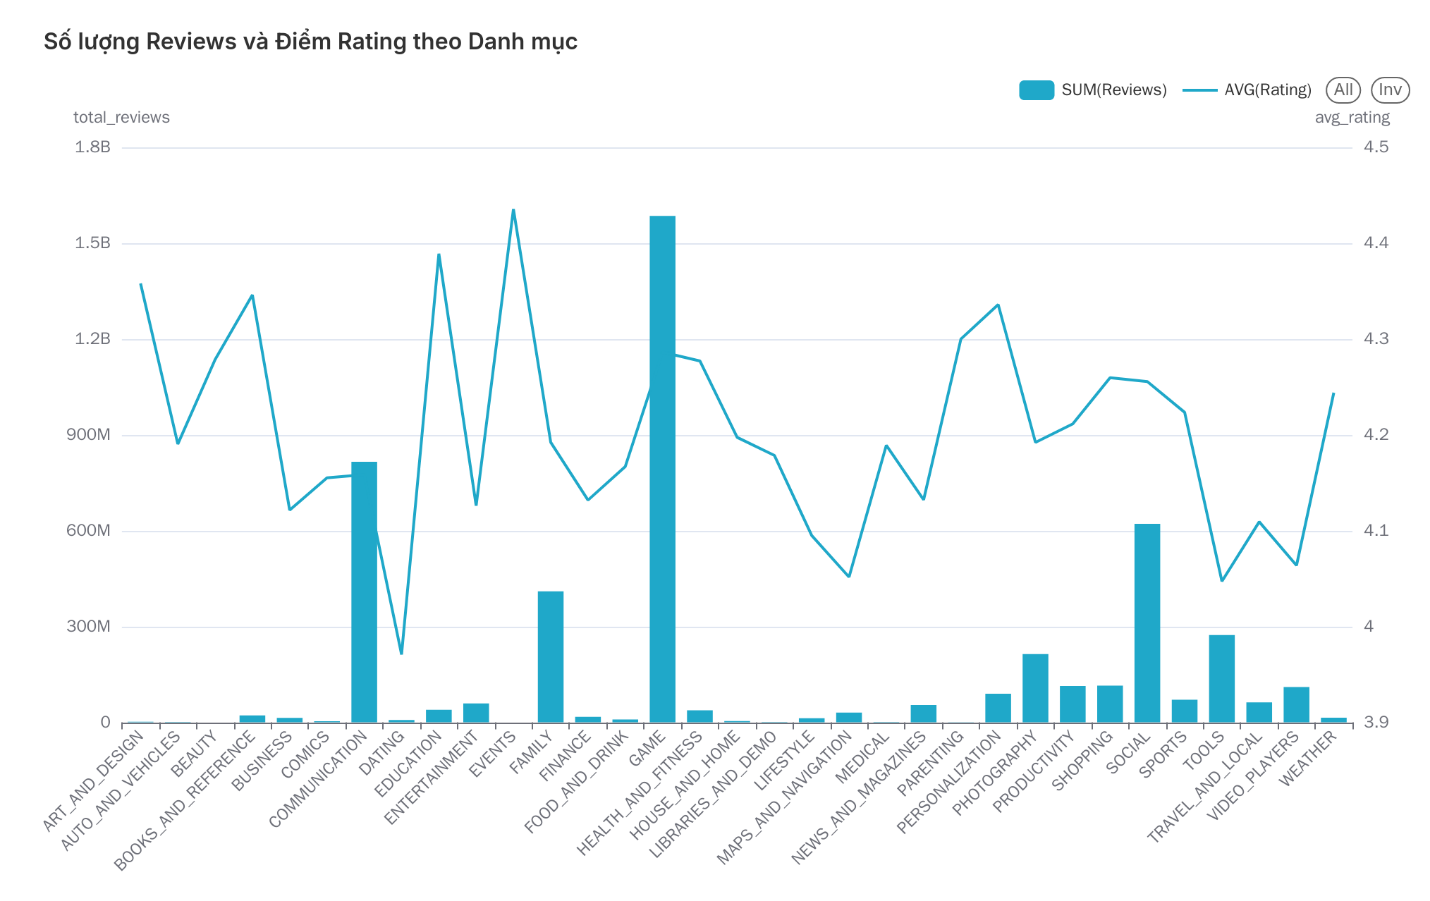 Số lượng Reviews và Điểm Rating theo Danh mục
SUM(Reviews) AVG(Rating) All Inv
total_reviews avg_rating
1.8B 4.5
1.5B 4.4
1.2B 4.3
900M 4.2
600M 4.1
300M 4
0 3.9
ART_AND_DESIGN
AUTO_AND_VEHICLES
BEAUTY
BOOKS_AND_REFERENCE
BUSINESS
COMICS
COMMUNICATION
DATING
EDUCATION
ENTERTAINMENT
EVENTS
FAMILY
FINANCE
FOOD_AND_DRINK
GAME
HEALTH_AND_FITNESS
HOUSE_AND_HOME
LIBRARIES_AND_DEMO
LIFESTYLE
MAPS_AND_NAVIGATION
MEDICAL
NEWS_AND_MAGAZINES
PARENTING
PERSONALIZATION
PHOTOGRAPHY
PRODUCTIVITY
SHOPPING
SOCIAL
SPORTS
TOOLS
TRAVEL_AND_LOCAL
VIDEO_PLAYERS
WEATHER